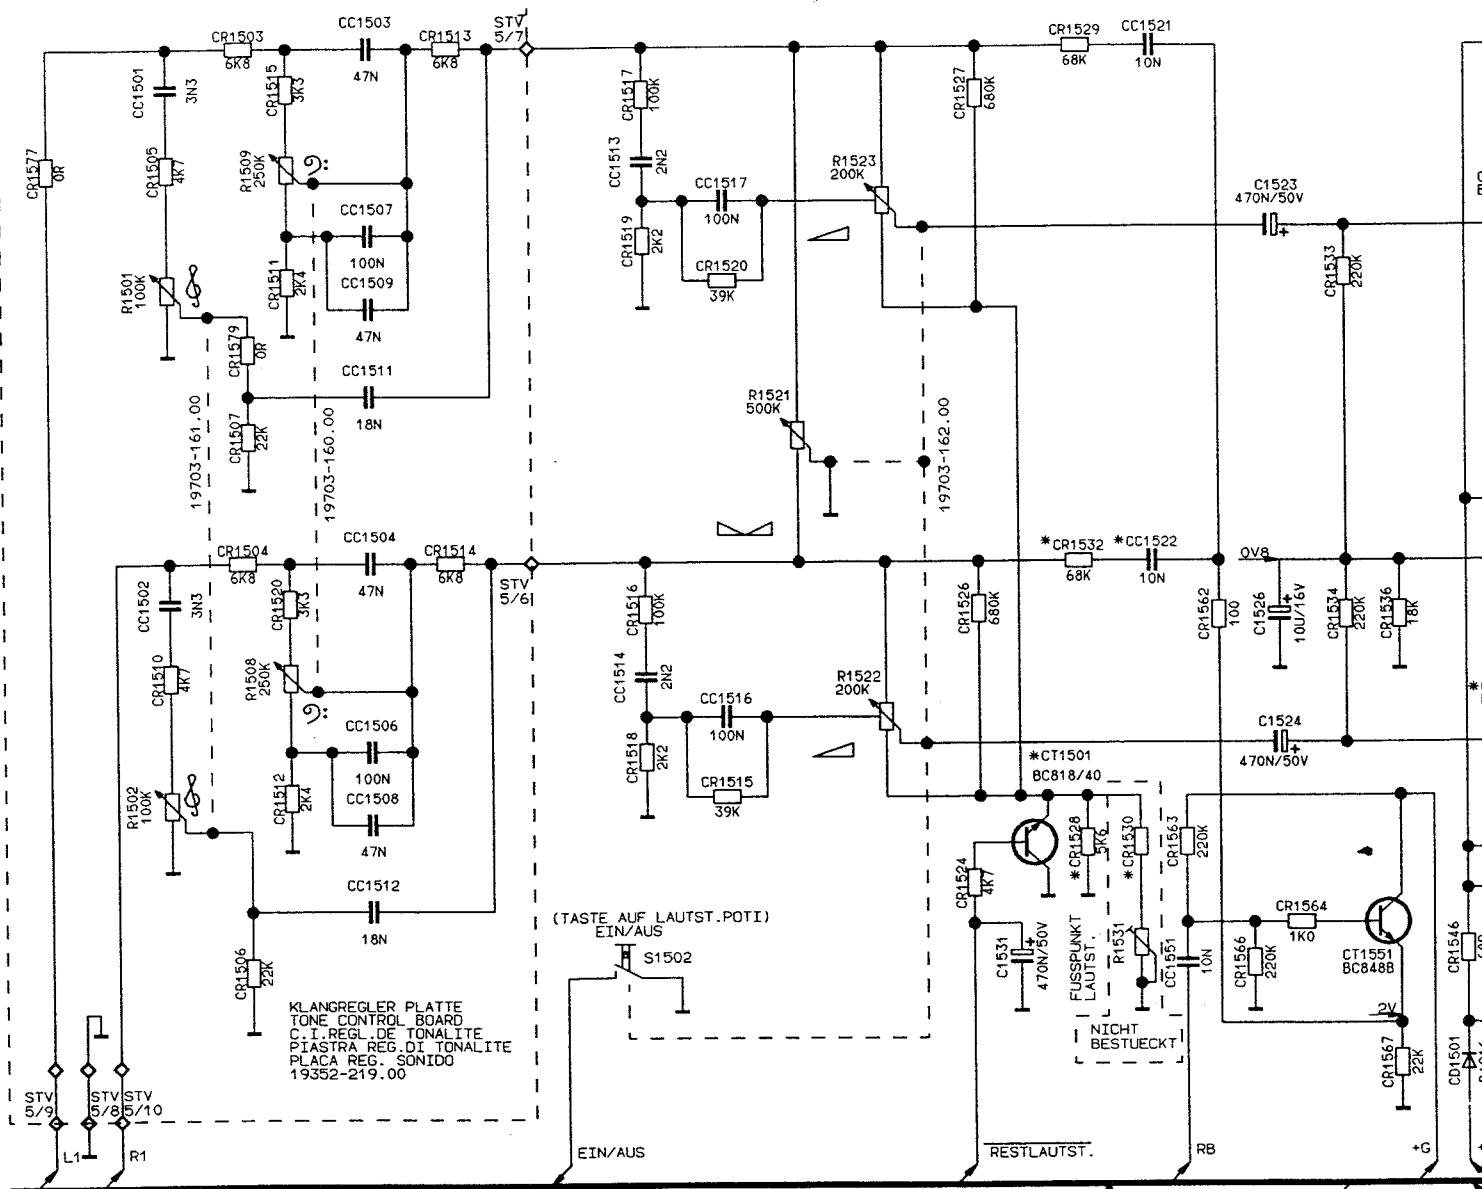 CR1503
6K8
CC1503
47N
CR1513
6K8
STV
5/7
CR1529
68K
CC1521
10N
CC1501
3N3
CR1515
3K3
CR1517
100K
CR1527
680K
CR1577
0R
CR1505
4K7
R1509
250K
CC1513
2N2
R1523
200K
CC1517
100N
C1523
470N/50V
CC1507
100N
CR1519
2K2
CR1520
39K
CR1533
220K
R1501
100K
CR1511
2K4
CC1509
47N
CR1579
0R
CC1511
18N
R1521
500K
19703-161.00
CR1507
22K
19703-160.00
19703-162.00
CR1504
6K8
CC1504
47N
CR1514
6K8
STV
5/6
*CR1532
68K
*CC1522
10N
0V8
CC1502
3N3
CR1520
3K3
CR1516
100K
CR1526
680K
CR1562
100
C1526
10U/16V
CR1534
220K
CR1536
18K
CR1510
4K7
R1508
250K
CC1514
2N2
R1522
200K
CC1516
100N
C1524
470N/50V
CC1506
100N
CR1518
2K2
CR1515
39K
*CT1501
BC818/40
R1502
100K
CR1512
2K4
CC1508
47N
*CR1528
5K6
*CR1530
CR1563
220K
CR1524
4K7
CC1512
18N
(TASTE AUF LAUTST.POTI)
EIN/AUS
S1502
CR1564
1K0
CT1551
BC848B
CR1506
22K
C1531
470N/50V
FUSSPUNKT
LAUTST.
R1531
CC1551
10N
CR1566
220K
CR1546
KLANGREGLER PLATTE
TONE CONTROL BOARD
C.I.REGL.DE TONALITE
PIASTRA REG.DI TONALITE
PLACA REG. SONIDO
19352-219.00
NICHT
BESTUECKT
2V
CR1567
22K
CD1501
STV
5/9
STV
5/8
STV
5/10
L1
R1
EIN/AUS
RESTLAUTST.
RB
+G